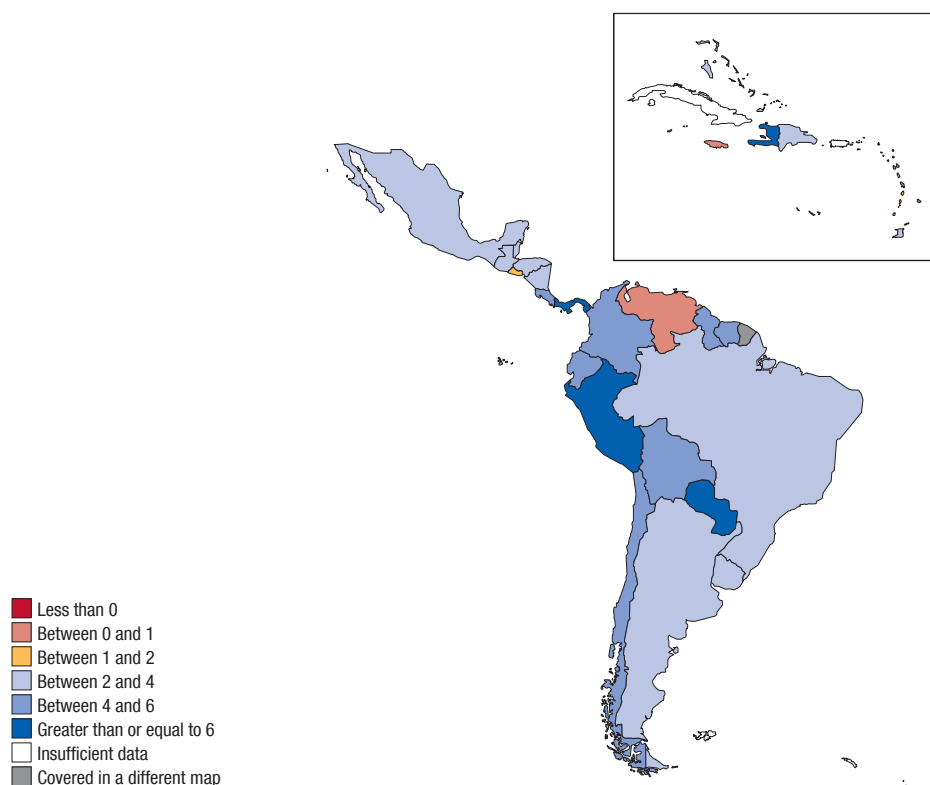 Less than 0
Between 0 and 1
Between 1 and 2
Between 2 and 4
Between 4 and 6
Greater than or equal to 6
Insufficient data
Covered in a different map